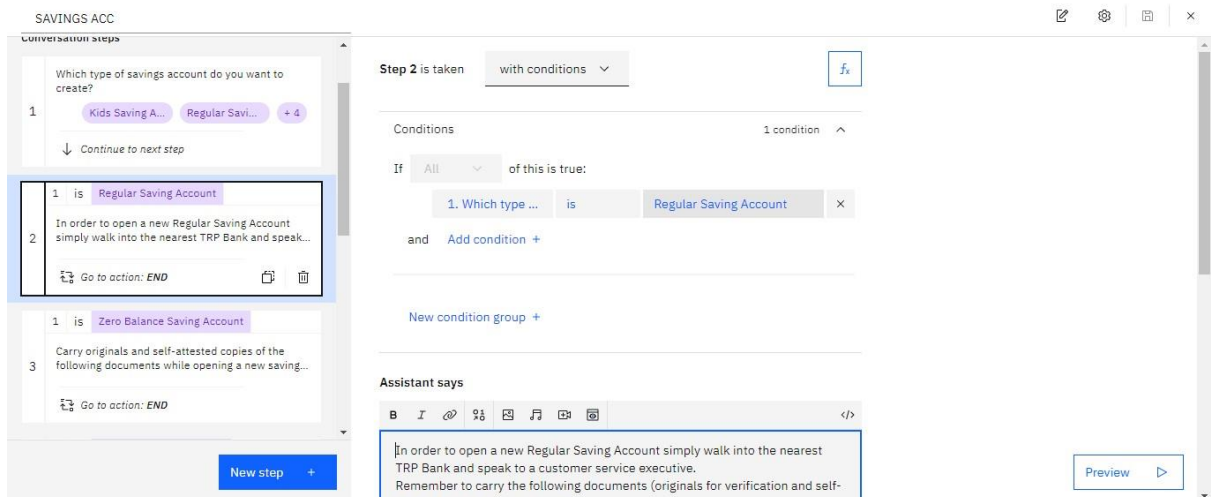 SAVINGS ACC
Conversation steps
Which type of savings account do you want to
create?
1
Kids Saving A... Regular Savi... + 4
Continue to next step
1 is Regular Saving Account
In order to open a new Regular Saving Account
simply walk into the nearest TRP Bank and speak...
2
Go to action: END
1 is Zero Balance Saving Account
Carry originals and self-attested copies of the
following documents while opening a new saving...
3
Go to action: END
New step +
Step 2 is taken with conditions
fx
Conditions 1 condition
If All of this is true:
1. Which type ... is Regular Saving Account ×
and Add condition +
New condition group +
Assistant says
B I </>
In order to open a new Regular Saving Account simply walk into the nearest
TRP Bank and speak to a customer service executive.
Remember to carry the following documents (originals for verification and self-
Preview